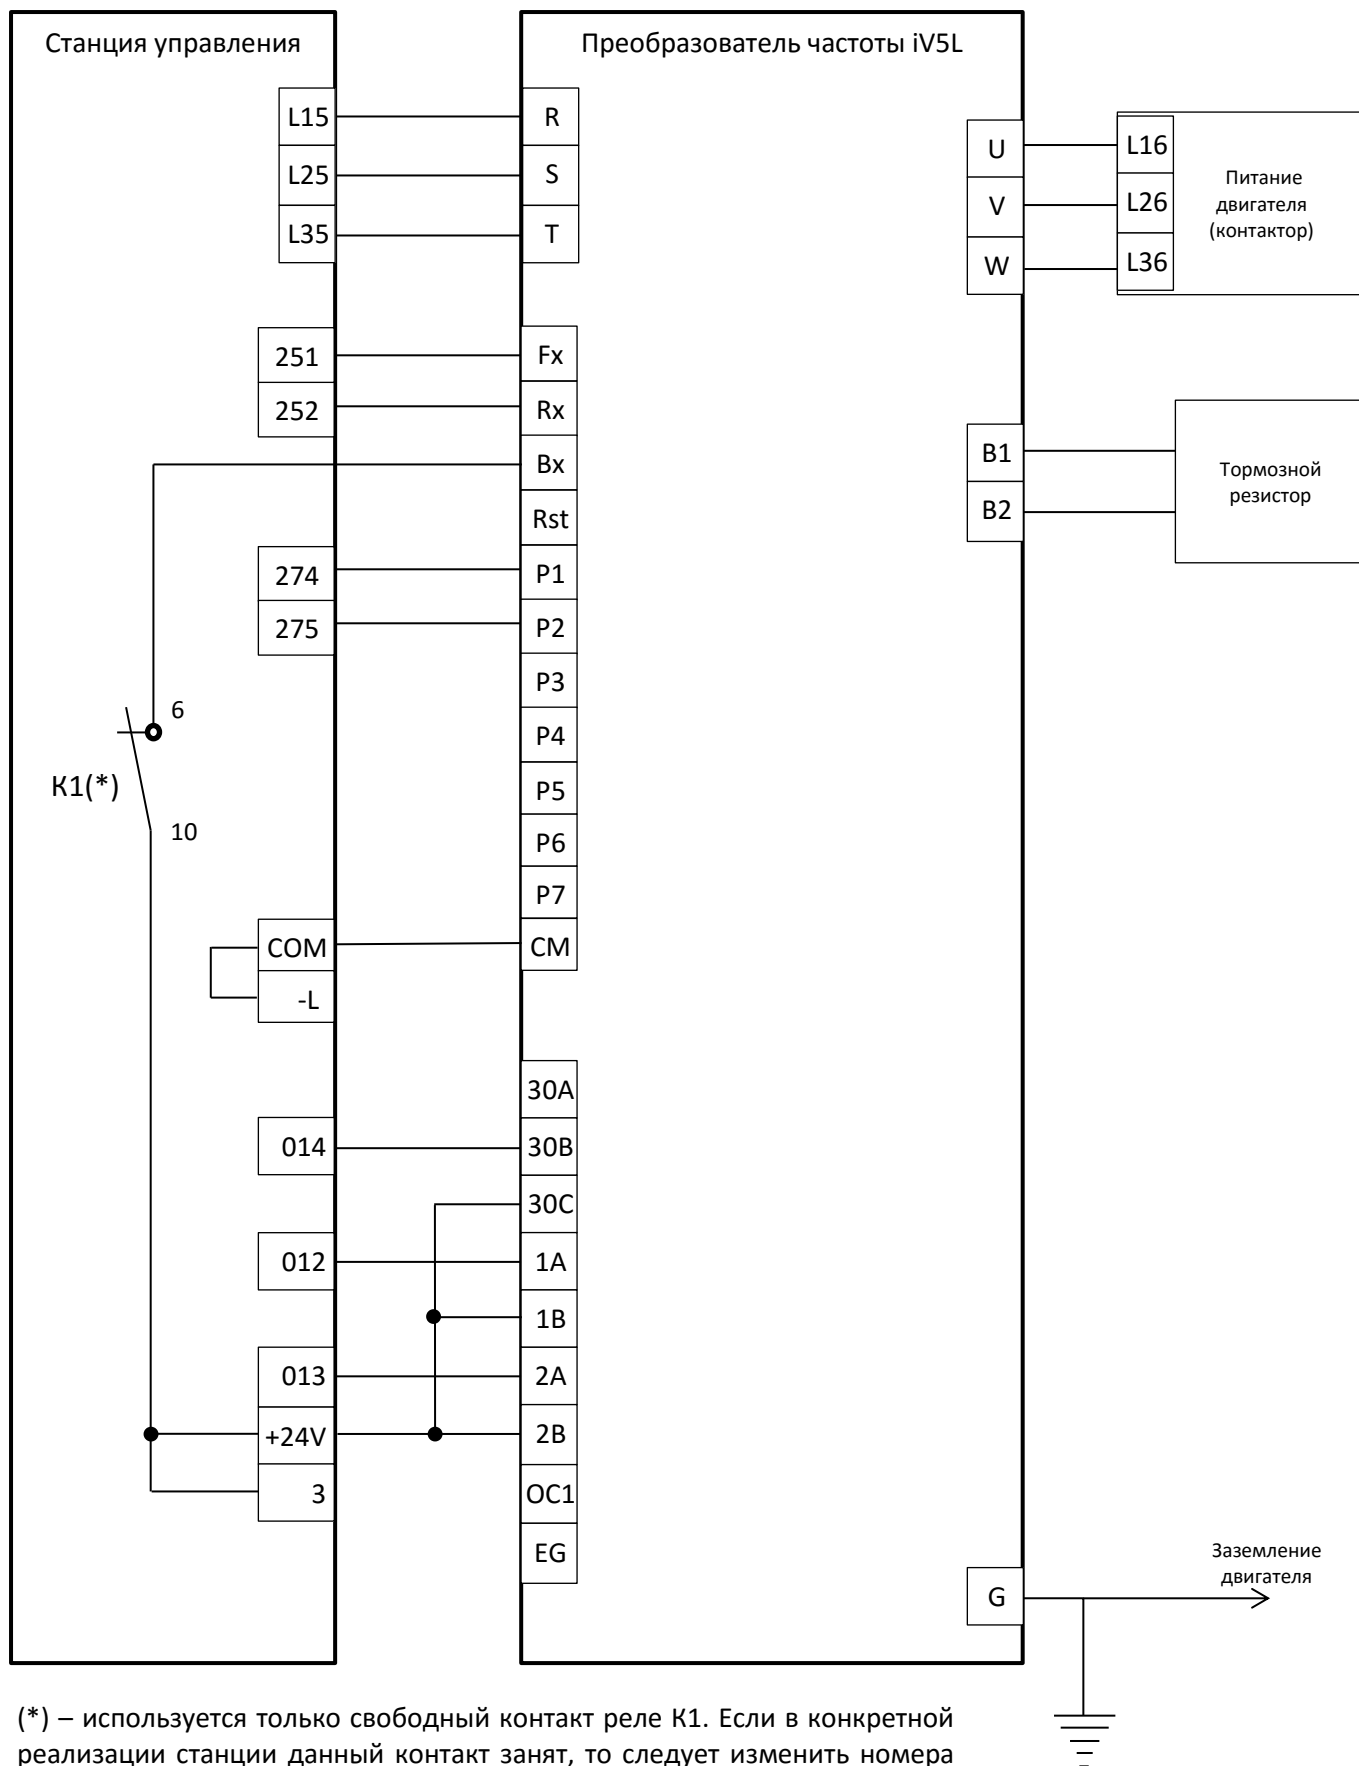 Станция управления
Преобразователь частоты iV5L
L15
L25
L35
R
S
T
U
V
W
L16
L26
L36
Питание
двигателя
(контактор)
251
252
Fx
Rx
Bx
Rst
274
275
P1
P2
P3
P4
P5
P6
P7
CM
B1
B2
Тормозной
резистор
6
К1(*)
10
COM
-L
014
012
013
+24V
3
30A
30B
30C
1A
1B
2A
2B
OC1
EG
G
Заземление
двигателя
(*) – используется только свободный контакт реле К1. Если в конкретной
реализации станции данный контакт занят, то следует изменить номера